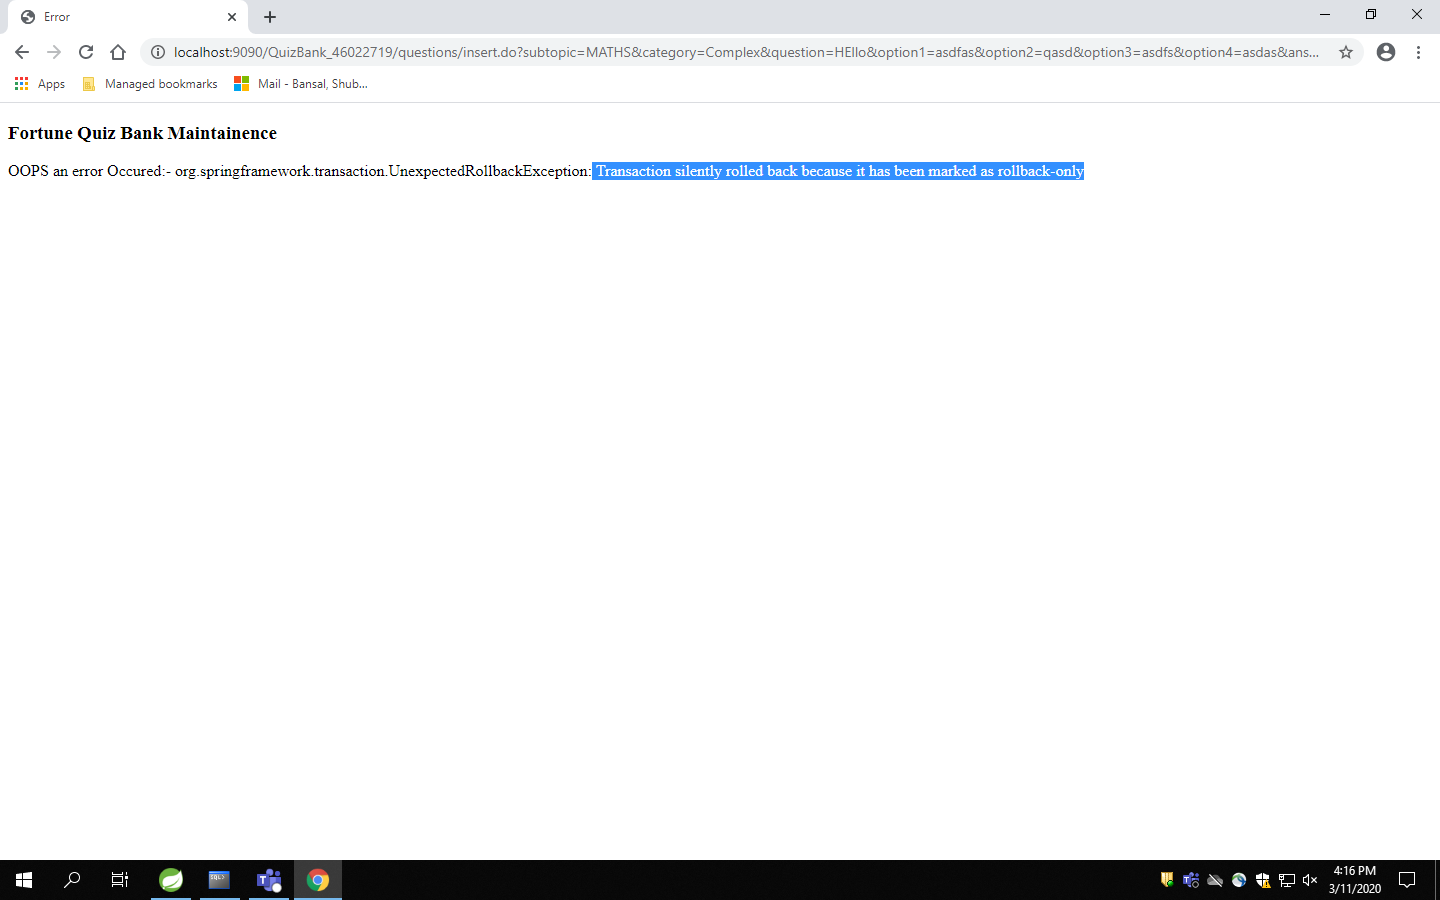 Error
localhost:9090/QuizBank_46022719/questions/insert.do?subtopic=MATHS&category=Complex&question=HEllo&option1=asdfas&option2=qasd&option3=asdfs&option4=asdas&ans...
Apps Managed bookmarks Mail - Bansal, Shub...
Fortune Quiz Bank Maintainence
OOPS an error Occured:- org.springframework.transaction.UnexpectedRollbackException: Transaction silently rolled back because it has been marked as rollback-only
SQL>
4:16 PM
3/11/2020